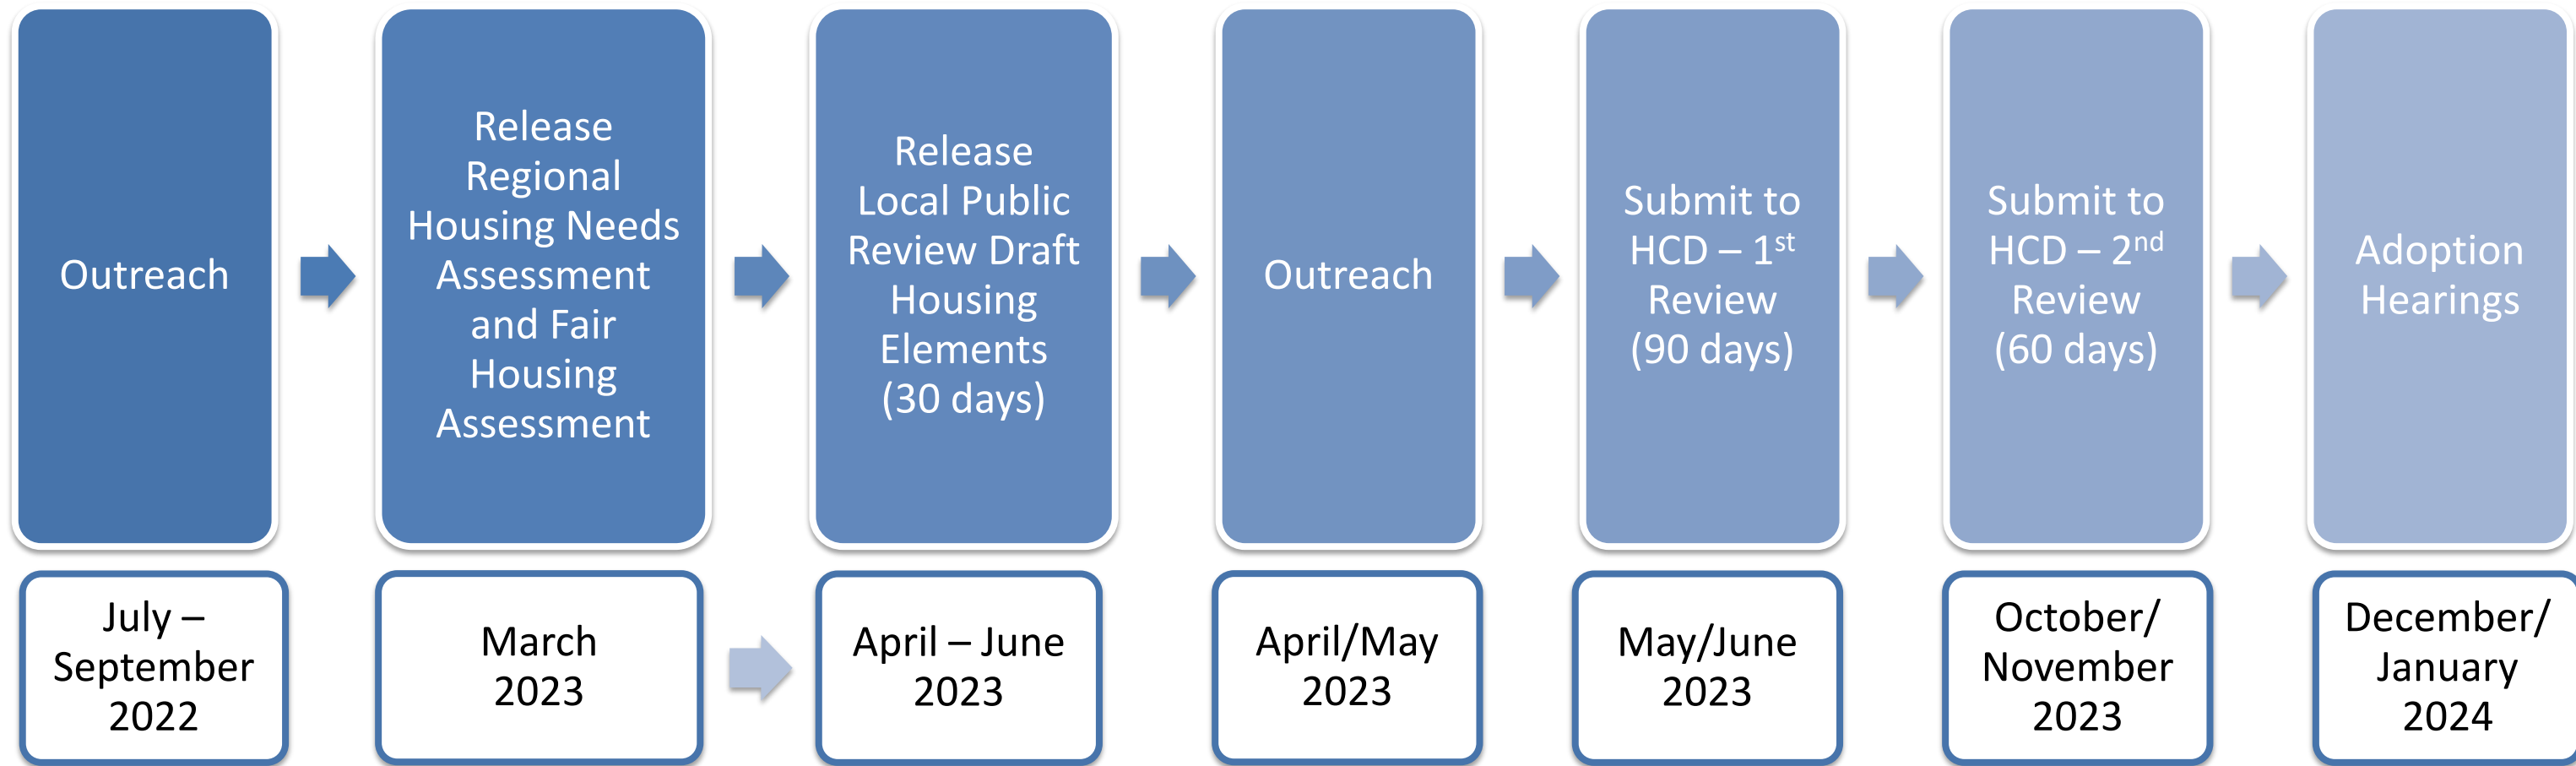 Outreach
Release
Regional
Housing Needs
Assessment
and Fair
Housing
Assessment
Release
Local Public
Review Draft
Housing
Elements
(30 days)
Outreach
Submit to
HCD – 1st
Review
(90 days)
Submit to
HCD – 2nd
Review
(60 days)
Adoption
Hearings
July –
September
2022
March
2023
April – June
2023
April/May
2023
May/June
2023
October/
November
2023
December/
January
2024